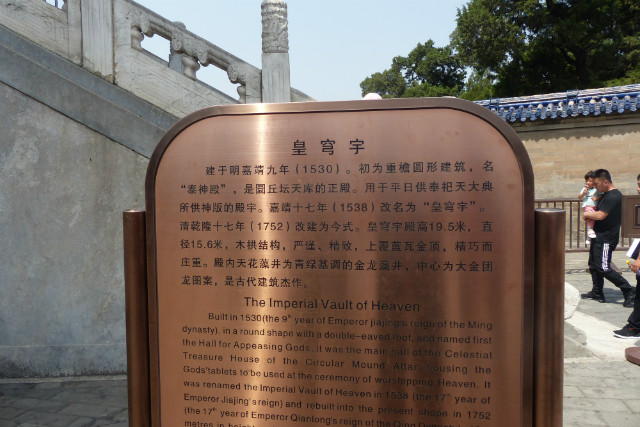 皇穹宇
建于明嘉靖九年（1530）。初为重檐圆形建筑，名
“泰神殿”，是圜丘坛天库的正殿。用于平日供奉祀天大典
所供神版的殿宇。嘉靖十七年（1538）改名为“皇穹宇”。
清乾隆十七年（1752）改建为今式。皇穹宇殿高19.5米，直
径15.6米，木拱结构，严谨、精致，上覆蓝瓦金顶，精巧而
庄重。殿内天花藻井为青绿基调的金龙藻井，中心为大金团
龙图案，是古代建筑杰作。
The Imperial Vault of Heaven
Built in 1530(the 9th year of Emperor jiajing's reign of the Ming
dynasty), in a round shape with a double-eaved roof, and named first
the Hall for Appeasing Gods, it was the main hall of the Celestial
Treasure House of the Circular Mound Altar, housing the
Gods'tablets to be used at the ceremony of worshipping Heaven. It
was renamed the Imperial Vault of Heaven in 1538 (the 17th year of
Emperor Jiajing's reign) and rebuilt into the present shape in 1752
(the 17th year of Emperor Qianlong's reign of the Qing
metres in